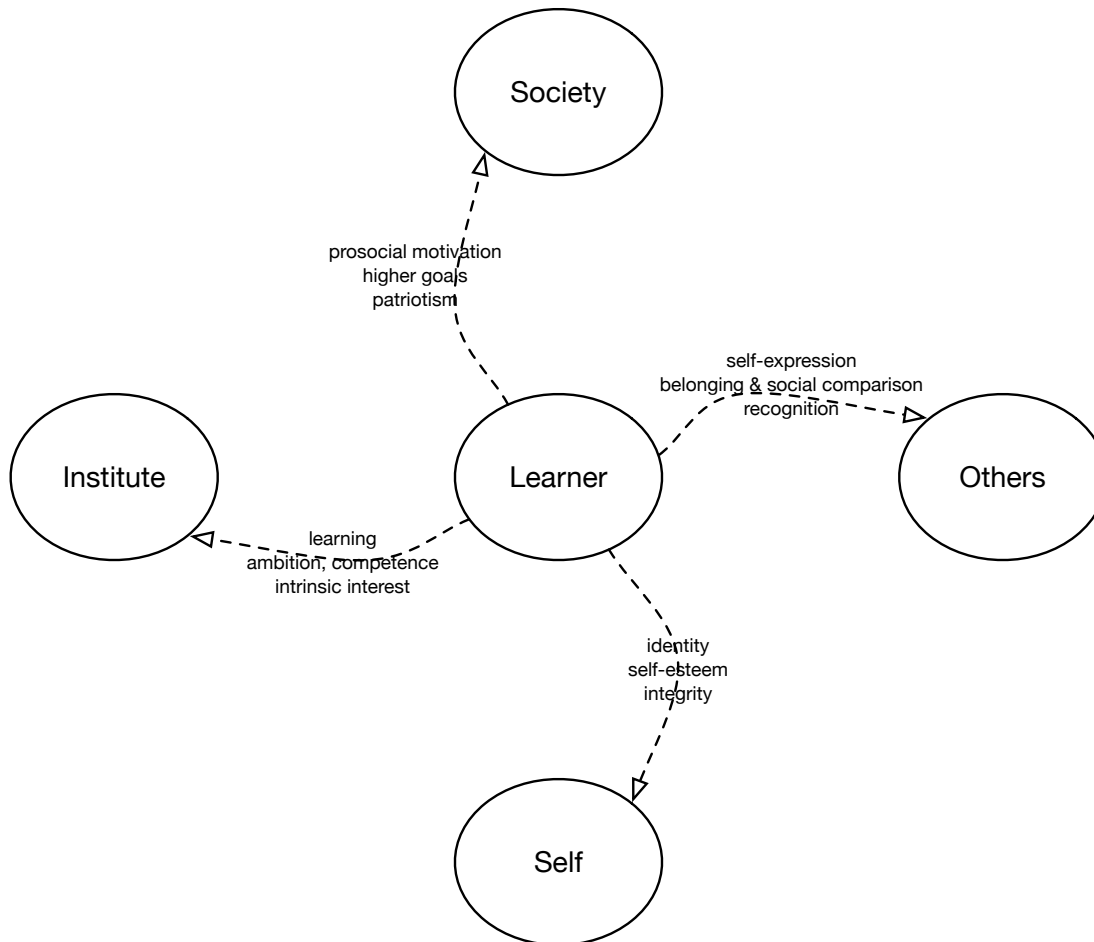 Society
prosocial motivation
higher goals
patriotism
self-expression
belonging & social comparison
recognition
Institute
Learner
Others
learning
ambition, competence
intrinsic interest
identity
self-esteem
integrity
Self